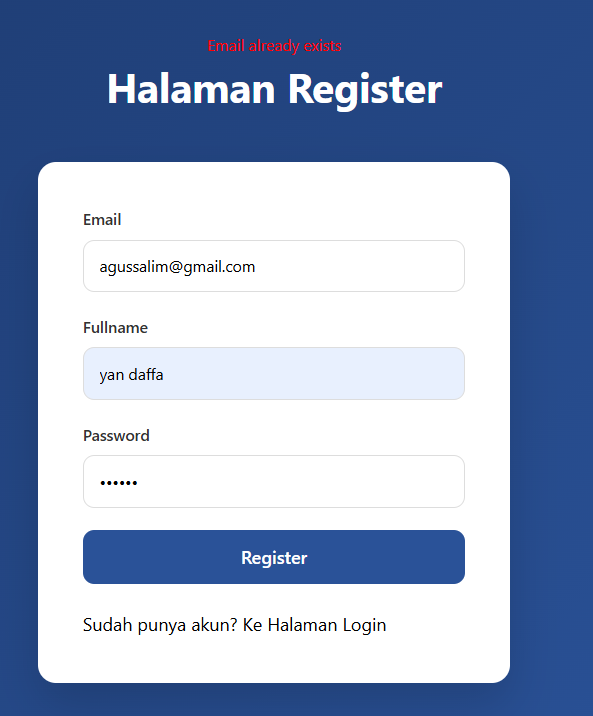 Email already exists
Halaman Register
Email
agussalim@gmail.com
Fullname
yan daffa
Password
••••••
Register
Sudah punya akun? Ke Halaman Login